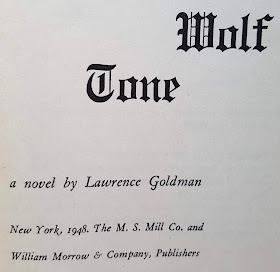 Wolf
Tone
a novel by Lawrence Goldman
New York, 1948. The M. S. Mill Co. and
William Morrow & Company, Publishers